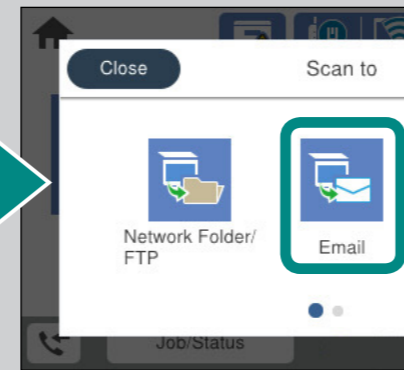 Close
Scan to
Network Folder/
FTP
Email
Job/Status